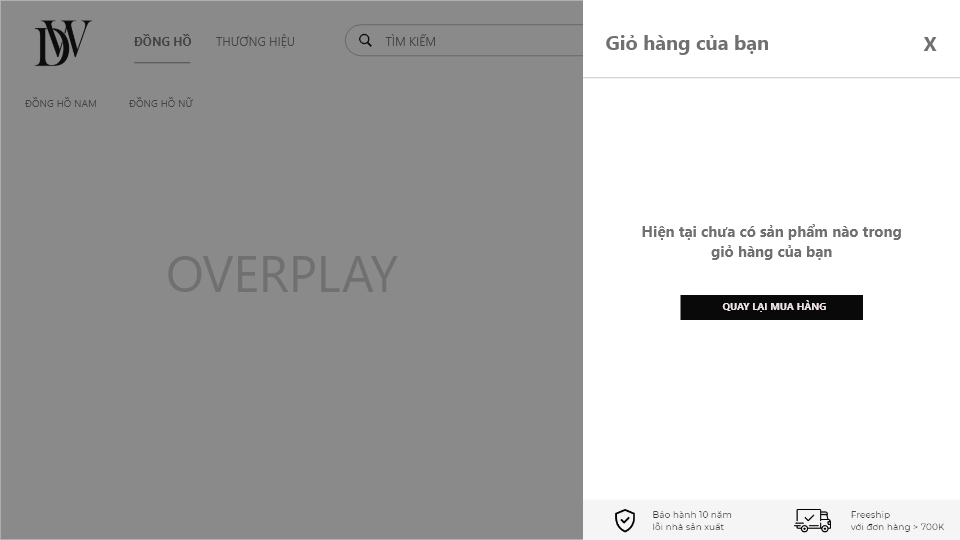 DW
ĐỒNG HỒ
THƯƠNG HIỆU
TÌM KIẾM
ĐỒNG HỒ NAM
ĐỒNG HỒ NỮ
OVERPLAY
Giỏ hàng của bạn
X
Hiện tại chưa có sản phẩm nào trong
giỏ hàng của bạn
QUAY LẠI MUA HÀNG
Bảo hành 10 năm
lỗi nhà sản xuất
Freeship
với đơn hàng > 700K